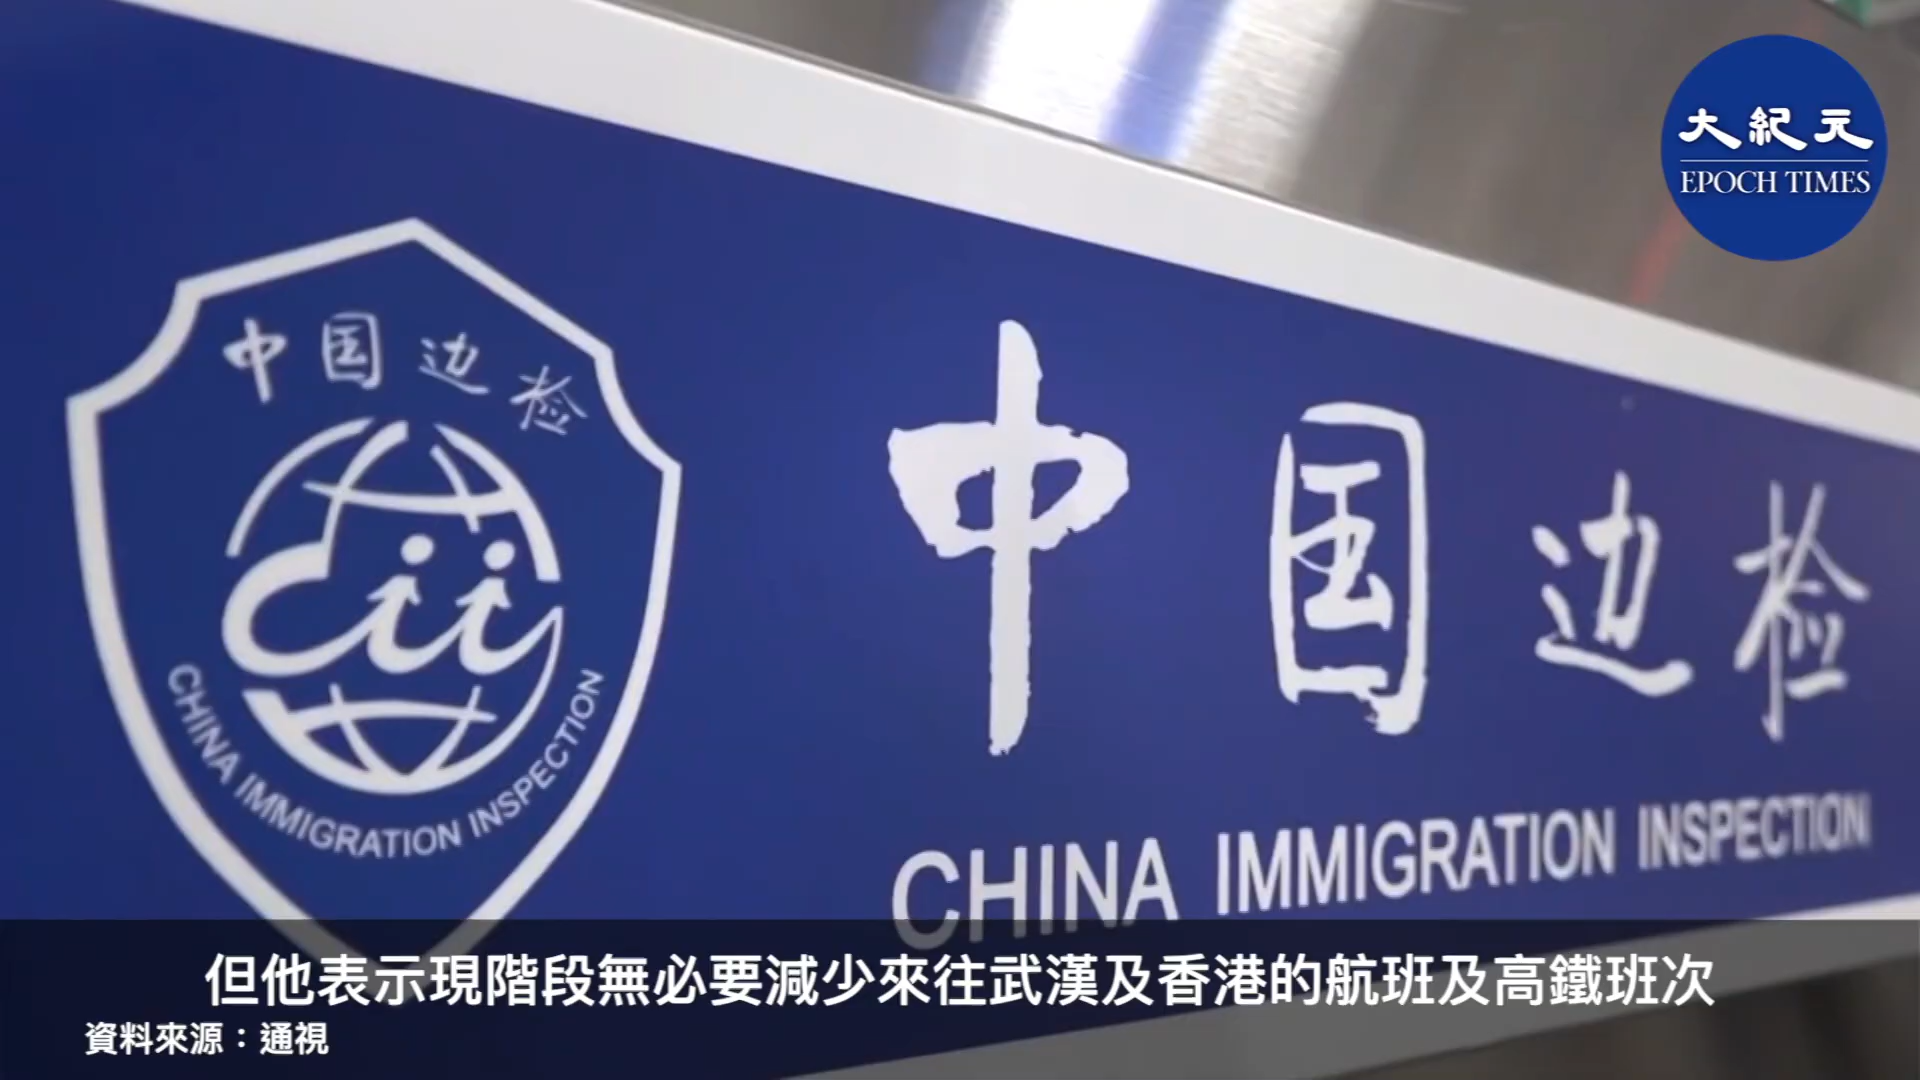 大紀元
EPOCH TIMES
中国边检
cii
CHINA IMMIGRATION INSPECTION
中国边检
CHINA IMMIGRATION INSPECTION
但他表示現階段無必要減少來往武漢及香港的航班及高鐵班次
資料來源：通視